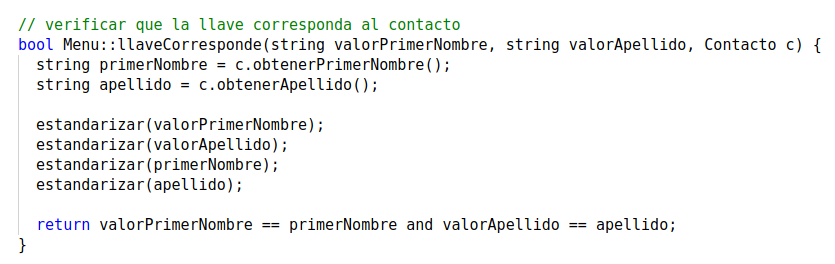 // verificar que la llave corresponda al contacto
bool Menu::llaveCorresponde(string valorPrimerNombre, string valorApellido, Contacto c) {
  string primerNombre = c.obtenerPrimerNombre();
  string apellido = c.obtenerApellido();

  estandarizar(valorPrimerNombre);
  estandarizar(valorApellido);
  estandarizar(primerNombre);
  estandarizar(apellido);

  return valorPrimerNombre == primerNombre and valorApellido == apellido;
}